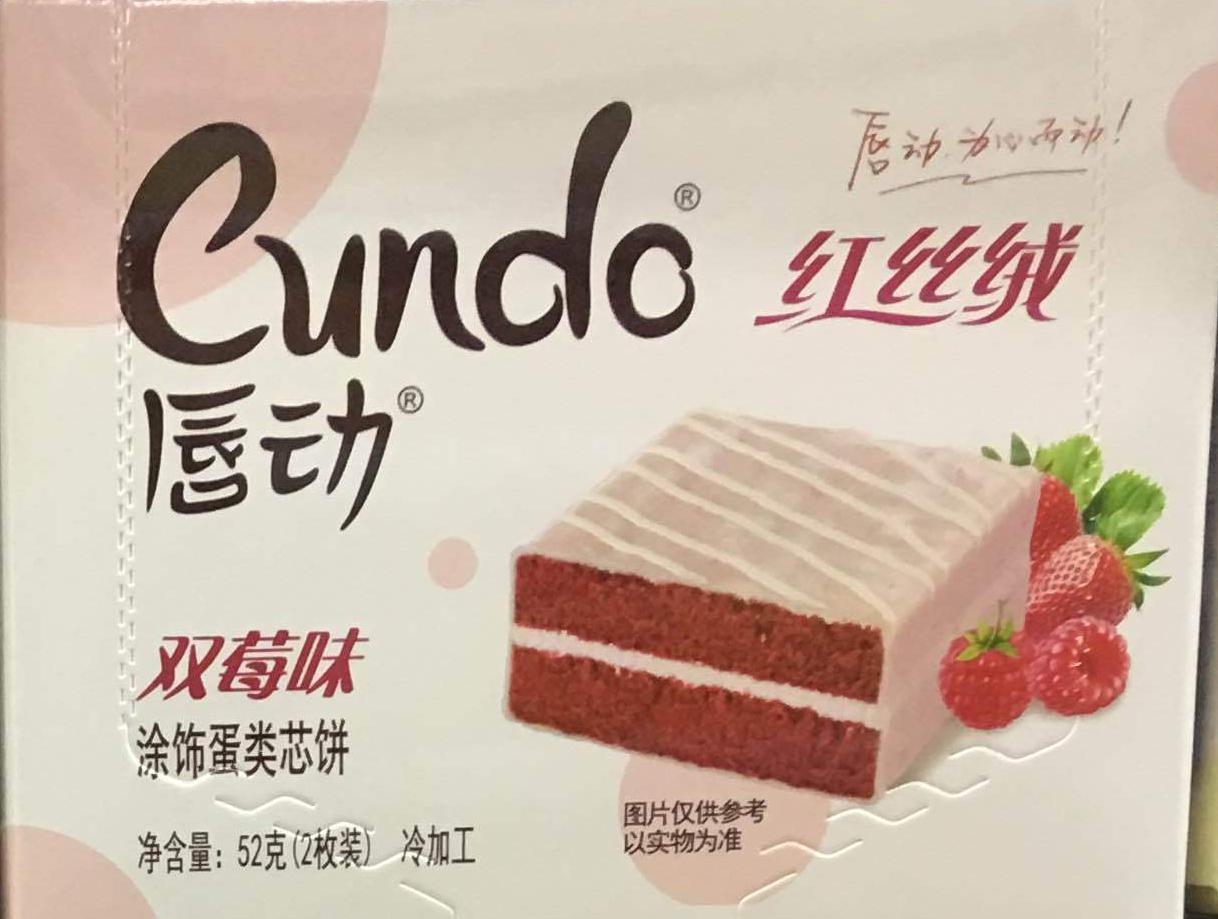 Cundo®
唇动®
唇动,为心而动!
红丝绒
双莓味
涂饰蛋类芯饼
净含量：52克(2枚装) 冷加工
图片仅供参考
以实物为准